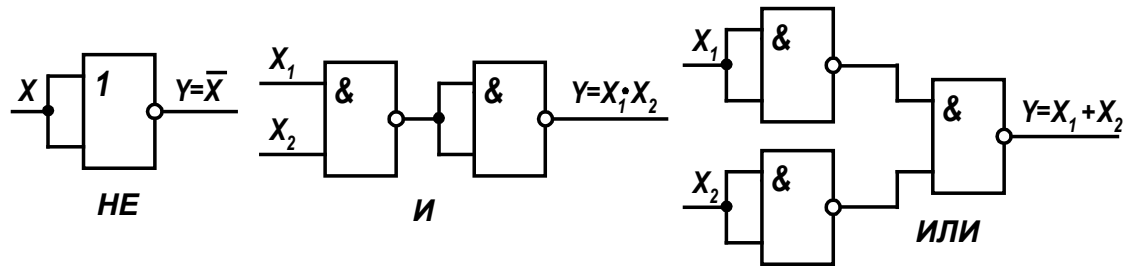 X 1 Y=X̅
НЕ
X₁ & & Y=X₁·X₂
X₂
И
X₁ &
& Y=X₁+X₂
X₂ &
ИЛИ